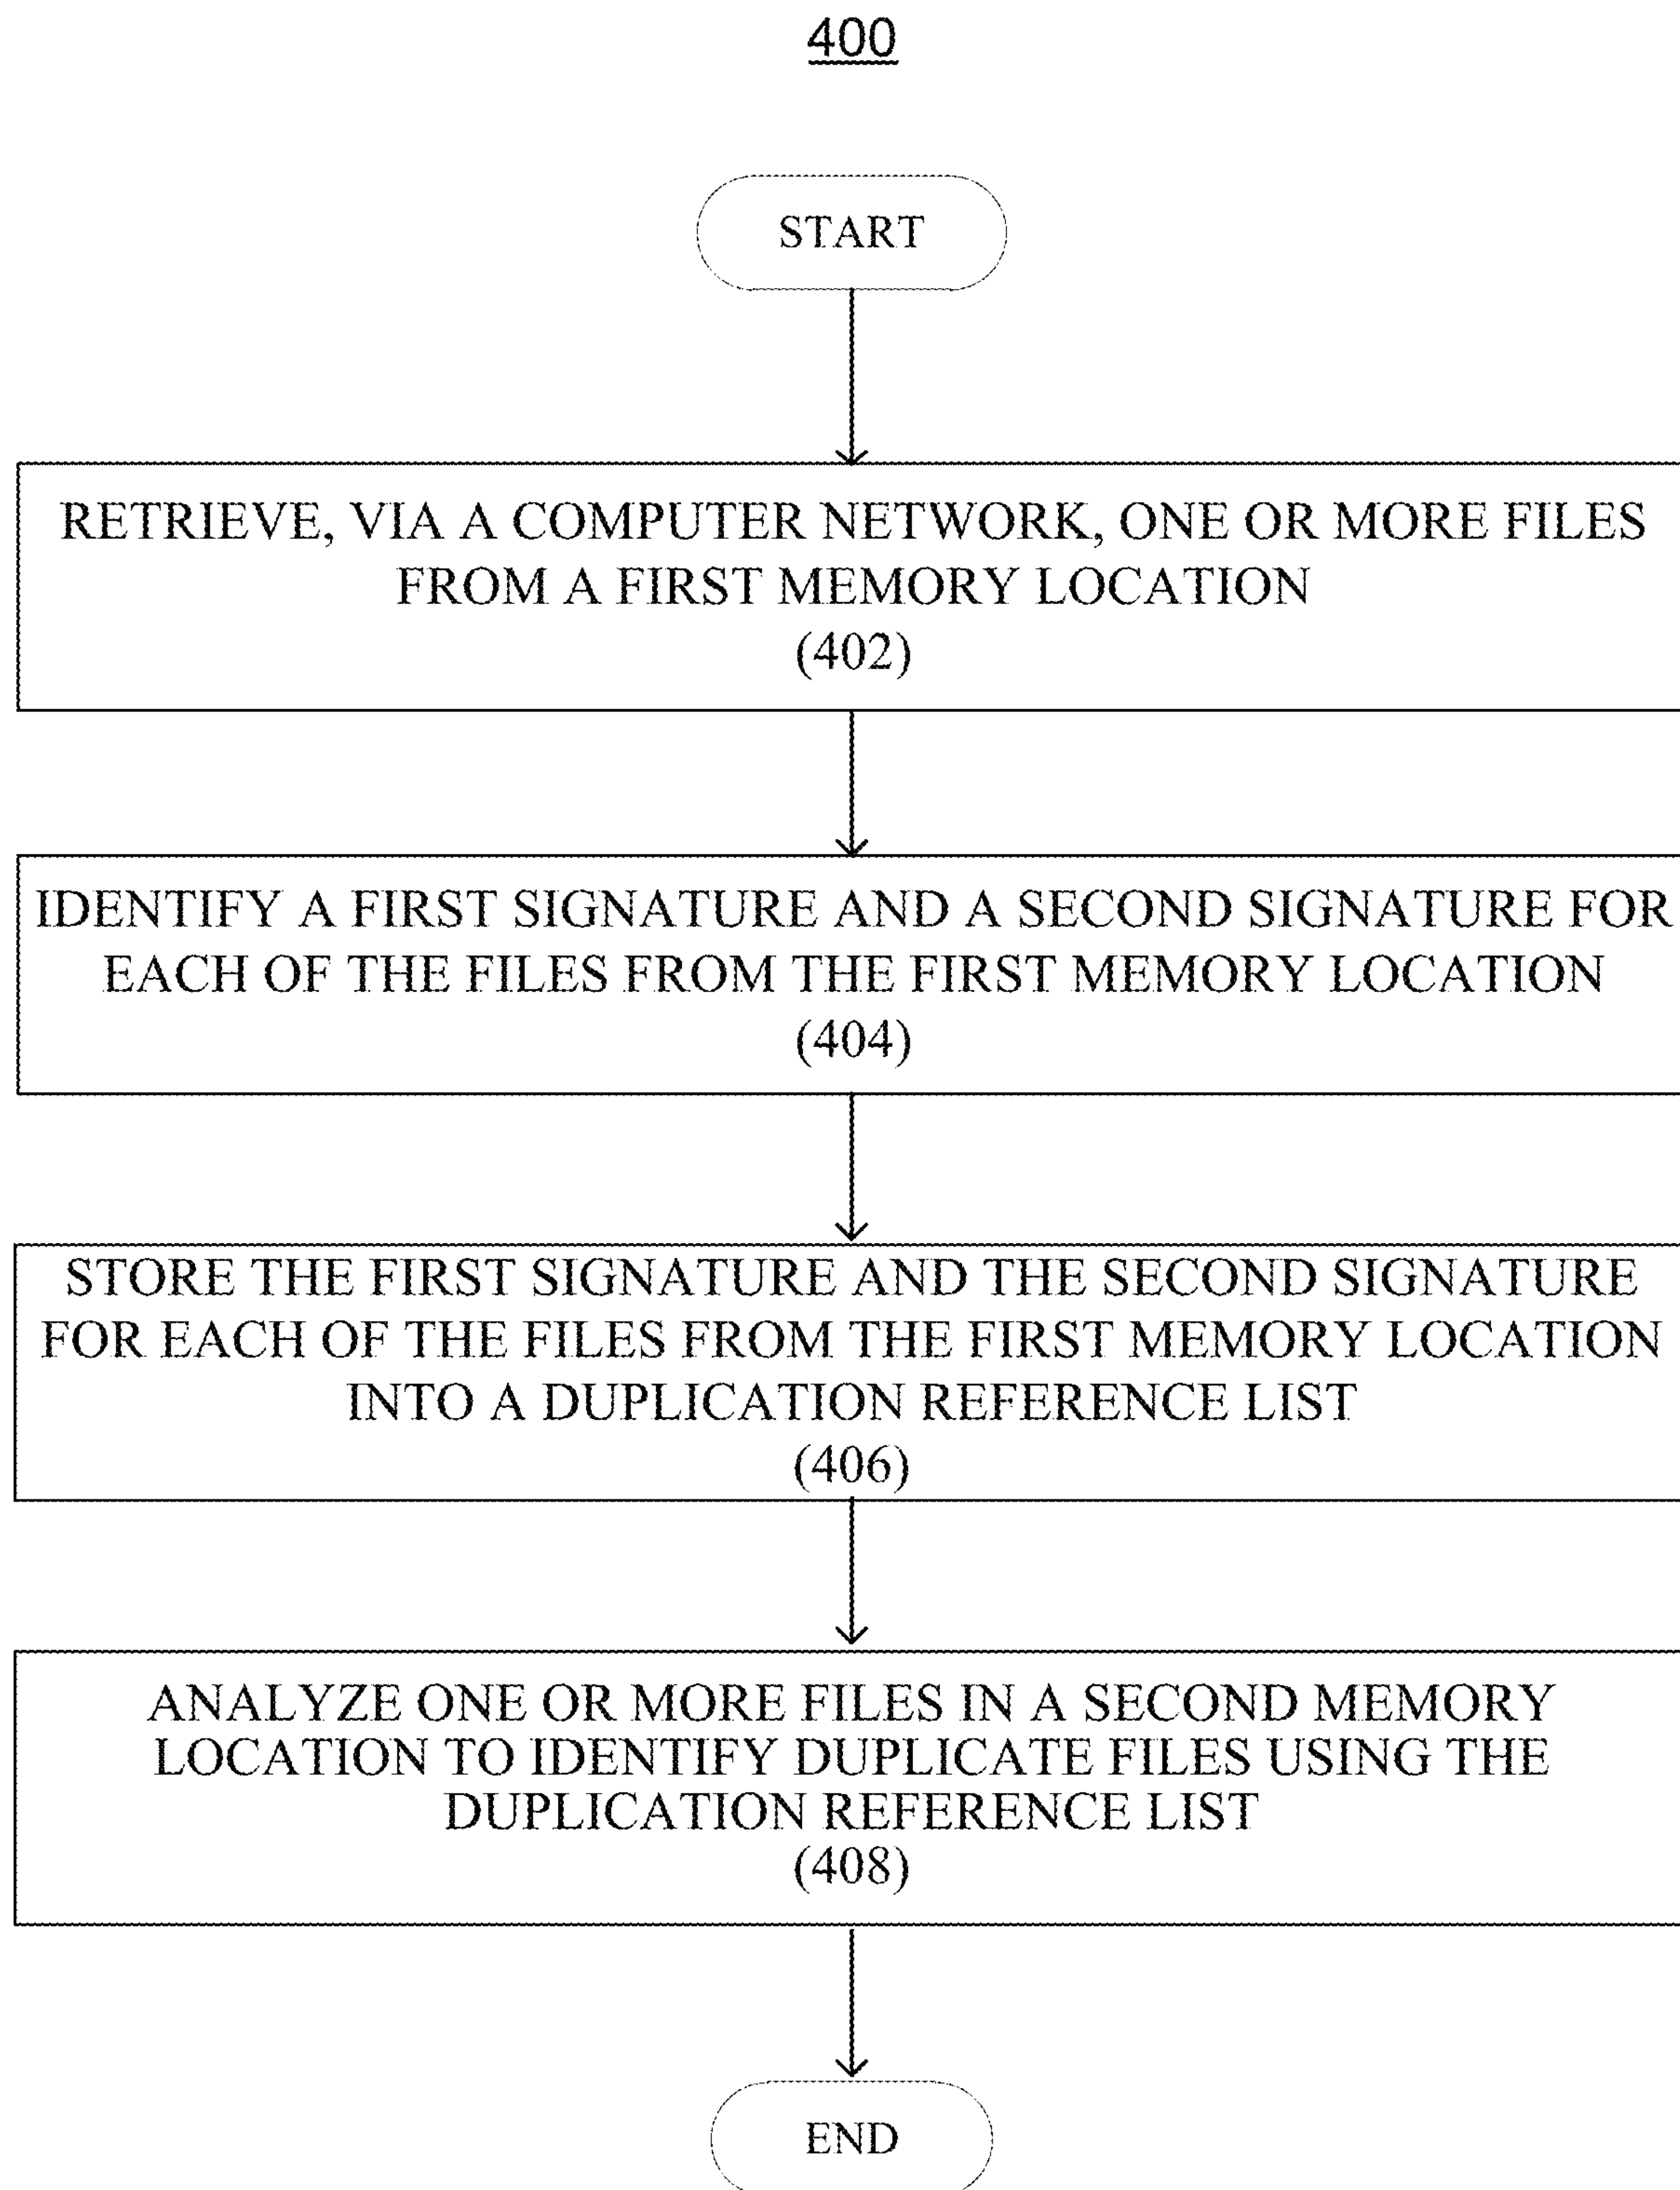 400
START
RETRIEVE, VIA A COMPUTER NETWORK, ONE OR MORE FILES
FROM A FIRST MEMORY LOCATION
(402)
IDENTIFY A FIRST SIGNATURE AND A SECOND SIGNATURE FOR
EACH OF THE FILES FROM THE FIRST MEMORY LOCATION
(404)
STORE THE FIRST SIGNATURE AND THE SECOND SIGNATURE
FOR EACH OF THE FILES FROM THE FIRST MEMORY LOCATION
INTO A DUPLICATION REFERENCE LIST
(406)
ANALYZE ONE OR MORE FILES IN A SECOND MEMORY
LOCATION TO IDENTIFY DUPLICATE FILES USING THE
DUPLICATION REFERENCE LIST
(408)
END